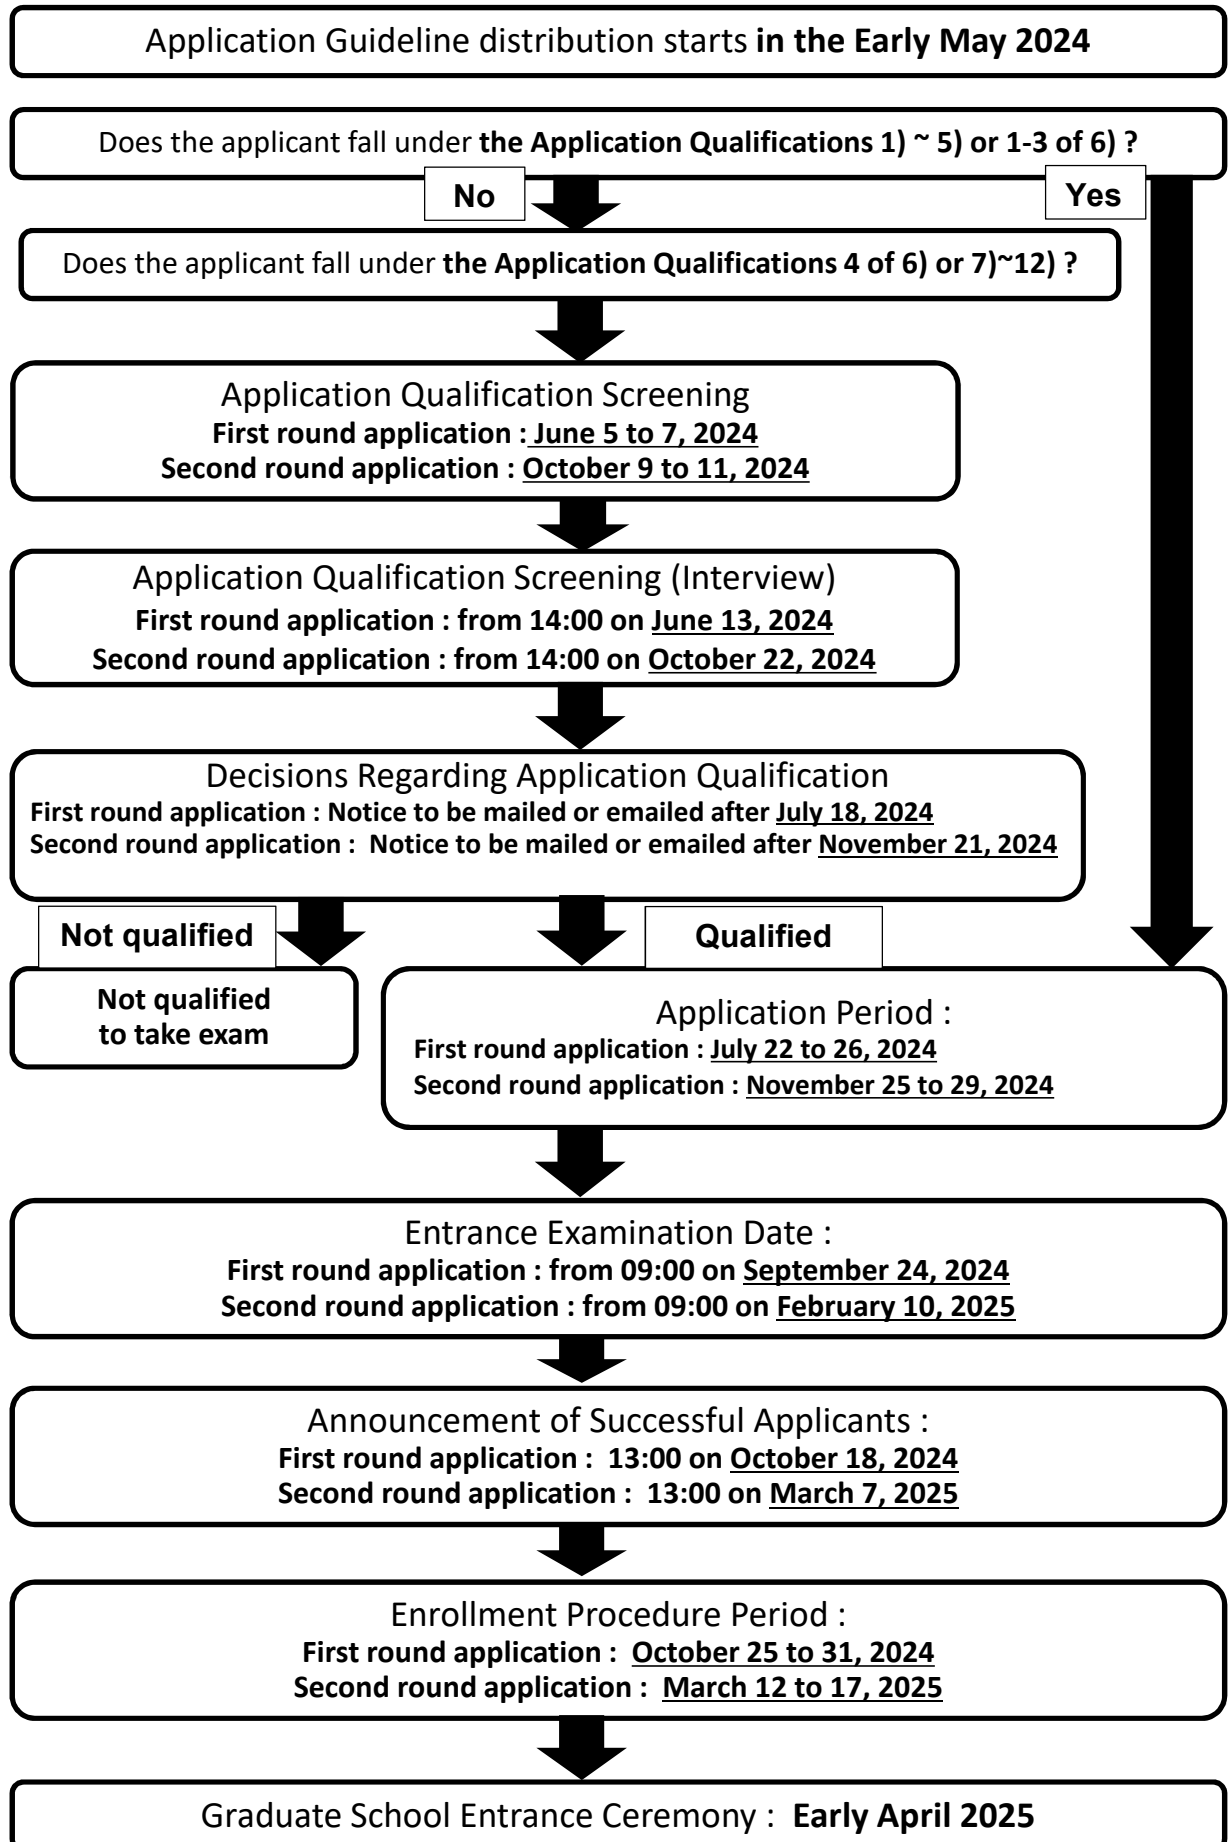 Application Guideline distribution starts in the Early May 2024
Does the applicant fall under the Application Qualifications 1) ~ 5) or 1-3 of 6) ?
No
Yes
Does the applicant fall under the Application Qualifications 4 of 6) or 7)~12) ?
Application Qualification Screening
First round application : June 5 to 7, 2024
Second round application : October 9 to 11, 2024
Application Qualification Screening (Interview)
First round application : from 14:00 on June 13, 2024
Second round application : from 14:00 on October 22, 2024
Decisions Regarding Application Qualification
First round application : Notice to be mailed or emailed after July 18, 2024
Second round application : Notice to be mailed or emailed after November 21, 2024
Not qualified
Qualified
Not qualified
to take exam
Application Period :
First round application : July 22 to 26, 2024
Second round application : November 25 to 29, 2024
Entrance Examination Date :
First round application : from 09:00 on September 24, 2024
Second round application : from 09:00 on February 10, 2025
Announcement of Successful Applicants :
First round application : 13:00 on October 18, 2024
Second round application : 13:00 on March 7, 2025
Enrollment Procedure Period :
First round application : October 25 to 31, 2024
Second round application : March 12 to 17, 2025
Graduate School Entrance Ceremony : Early April 2025